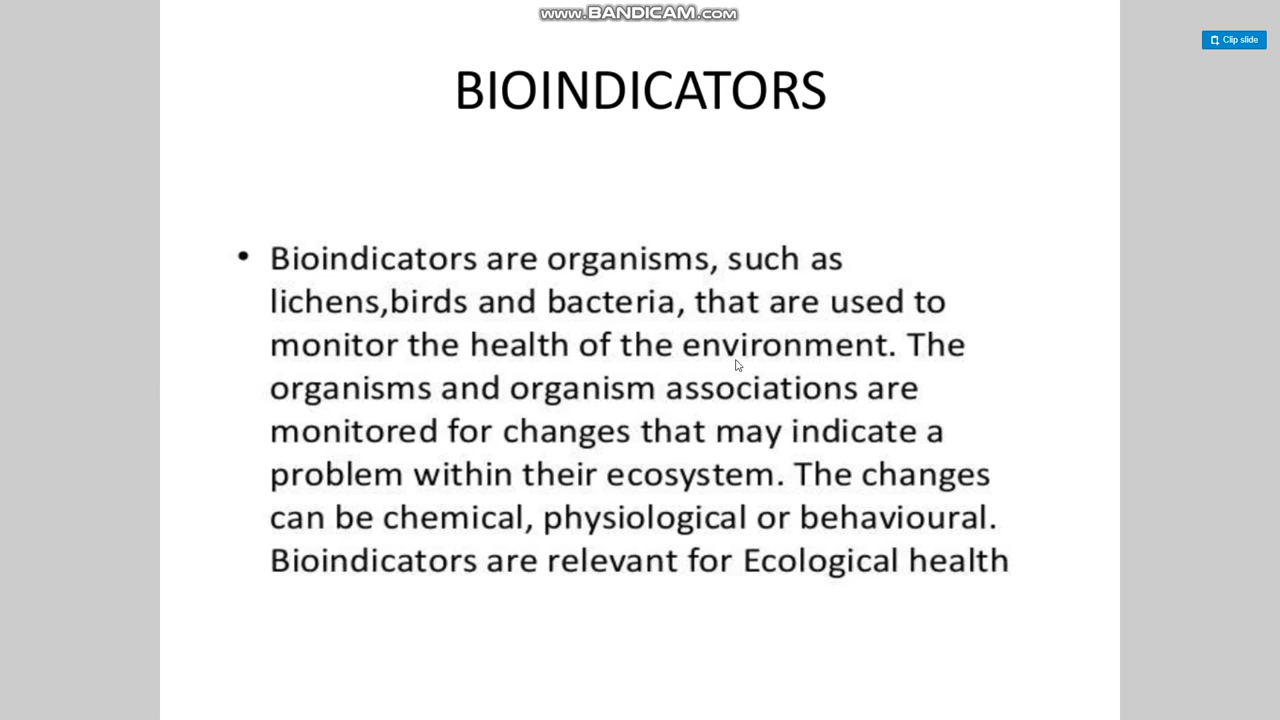 www.BANDICAM.com
Clip slide
BIOINDICATORS
• Bioindicators are organisms, such as
lichens,birds and bacteria, that are used to
monitor the health of the environment. The
organisms and organism associations are
monitored for changes that may indicate a
problem within their ecosystem. The changes
can be chemical, physiological or behavioural.
Bioindicators are relevant for Ecological health